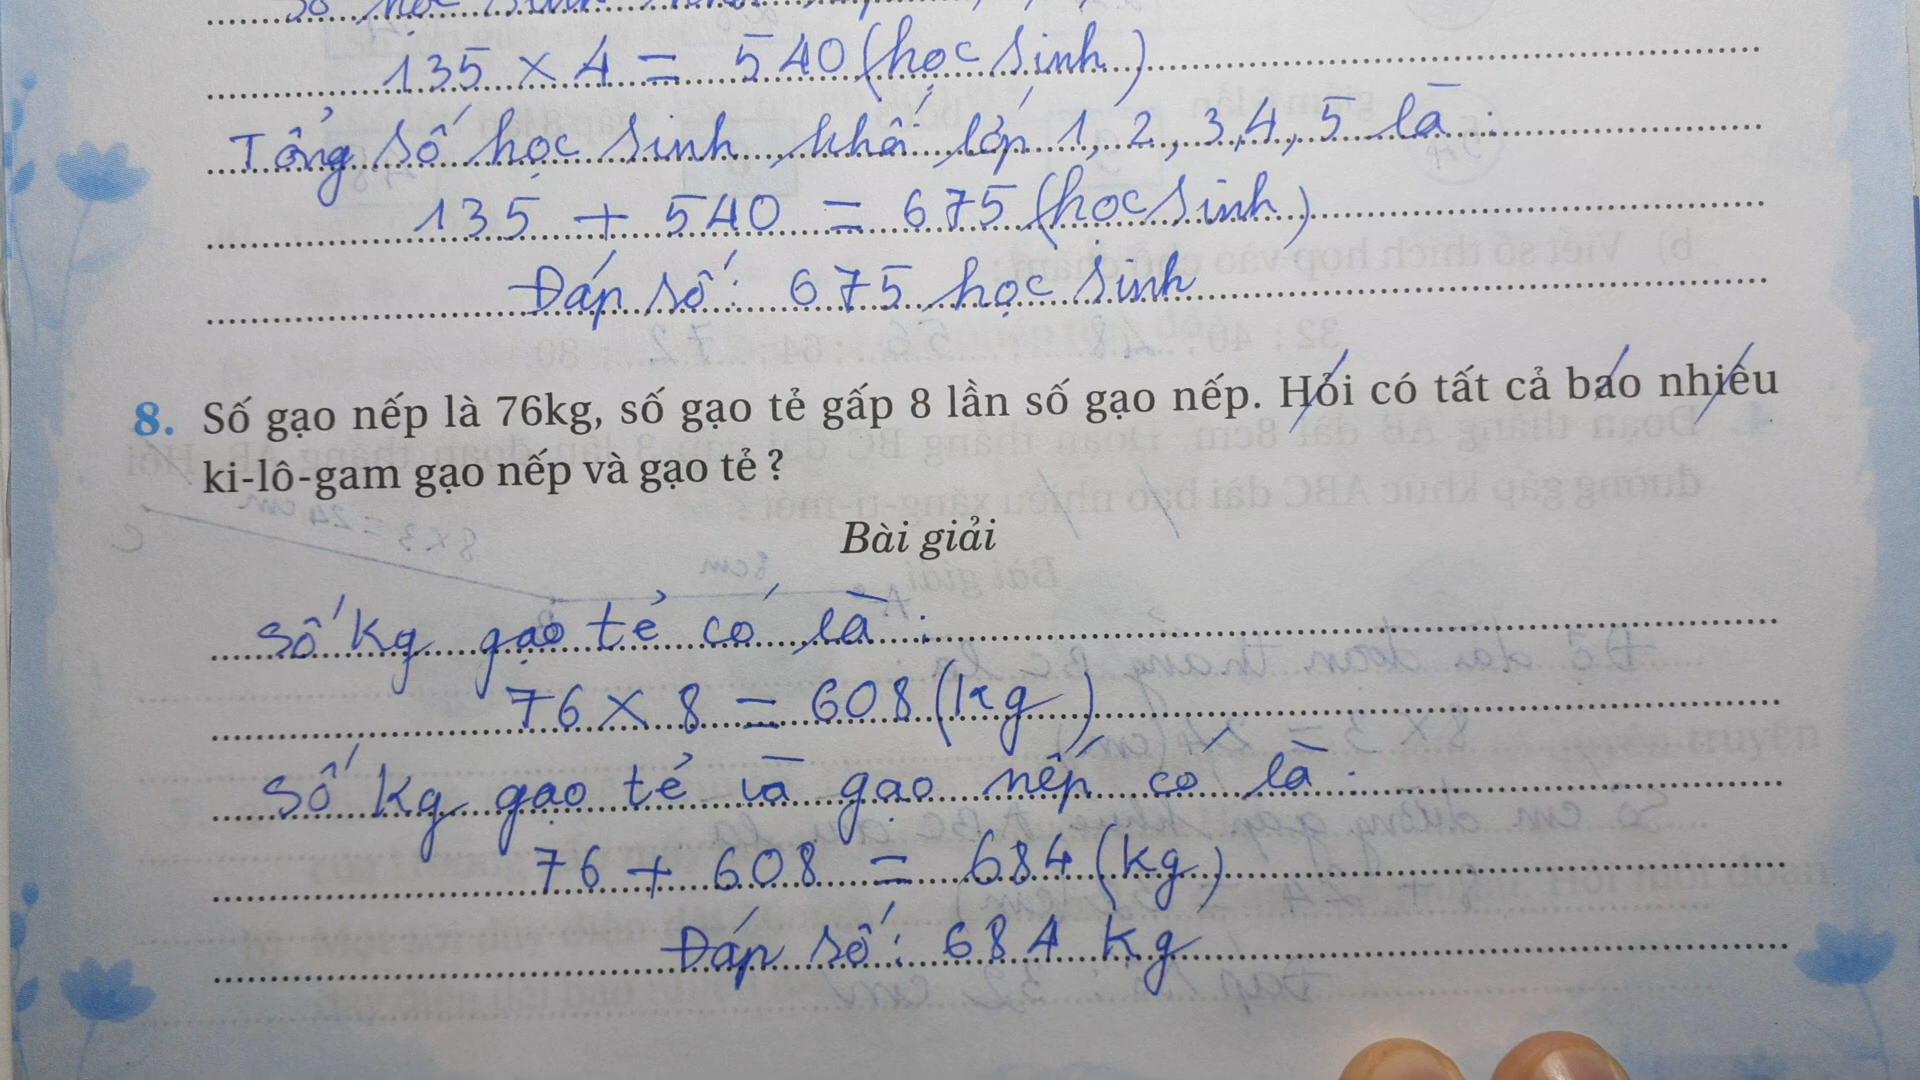 135 × 4 = 540 (học sinh)
Tổng số học sinh khố lớp 1, 2, 3, 4, 5 là :
135 + 540 = 675 (học sinh)
Đáp số : 675 học sinh
8. Số gạo nếp là 76kg, số gạo tẻ gấp 8 lần số gạo nếp. Hỏi có tất cả bao nhiêu
ki-lô-gam gạo nếp và gạo tẻ ?
Bài giải
Số kg gạo tẻ có là :
76 × 8 = 608 (kg)
Số kg gạo tẻ và gạo nếp có là :
76 + 608 = 684 (kg)
Đáp số : 684 kg